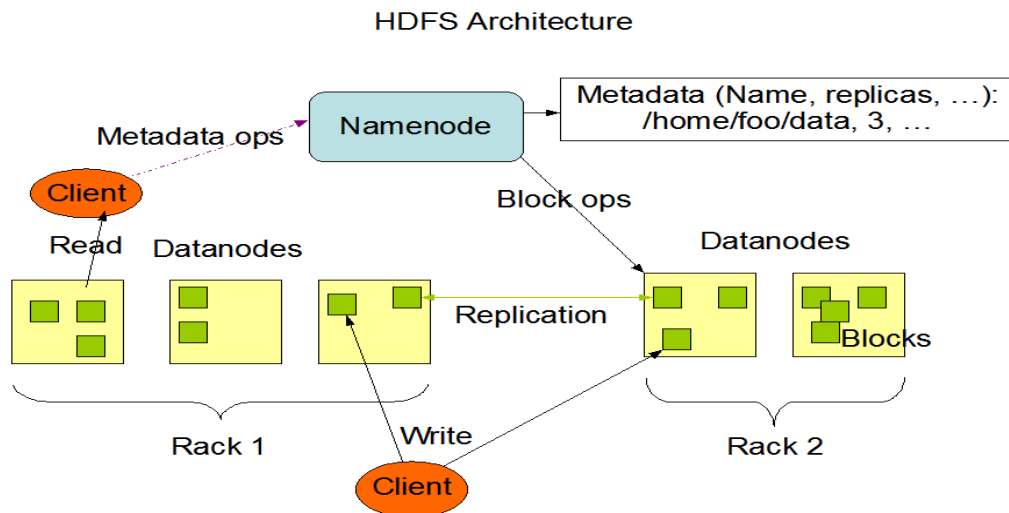 HDFS Architecture
Metadata (Name, replicas, …):
/home/foo/data, 3, …
Namenode
Metadata ops
Client
Block ops
Read
Datanodes
Datanodes
Replication
Blocks
Rack 1
Write
Rack 2
Client